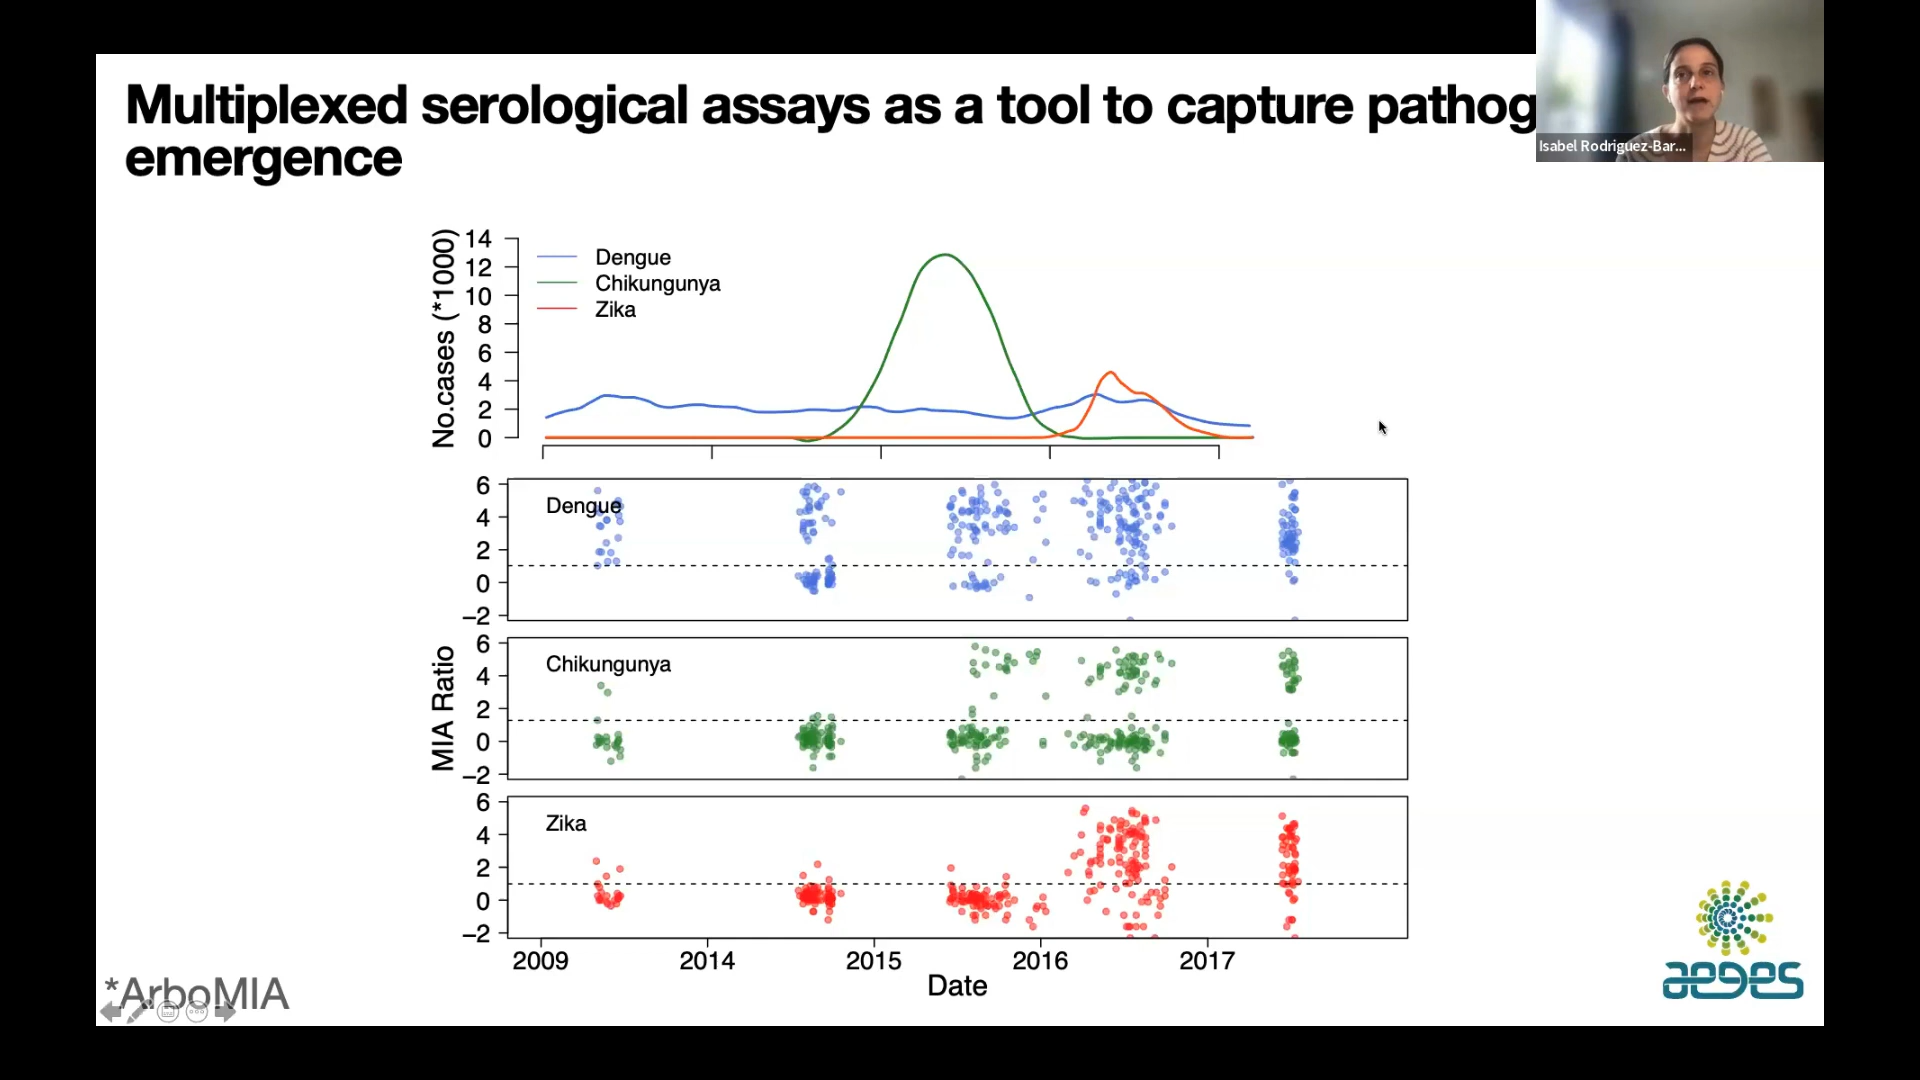 Multiplexed serological assays as a tool to capture pathog
emergence
Isabel Rodriguez-Bar...
No.cases (*1000)
14
12
10
8
6
4
2
0
Dengue
Chikungunya
Zika
MIA Ratio
6
4
2
0
−2
Dengue
6
4
2
0
−2
Chikungunya
6
4
2
0
−2
Zika
2009 2014 2015 2016 2017
Date
*ArboMIA
aedes